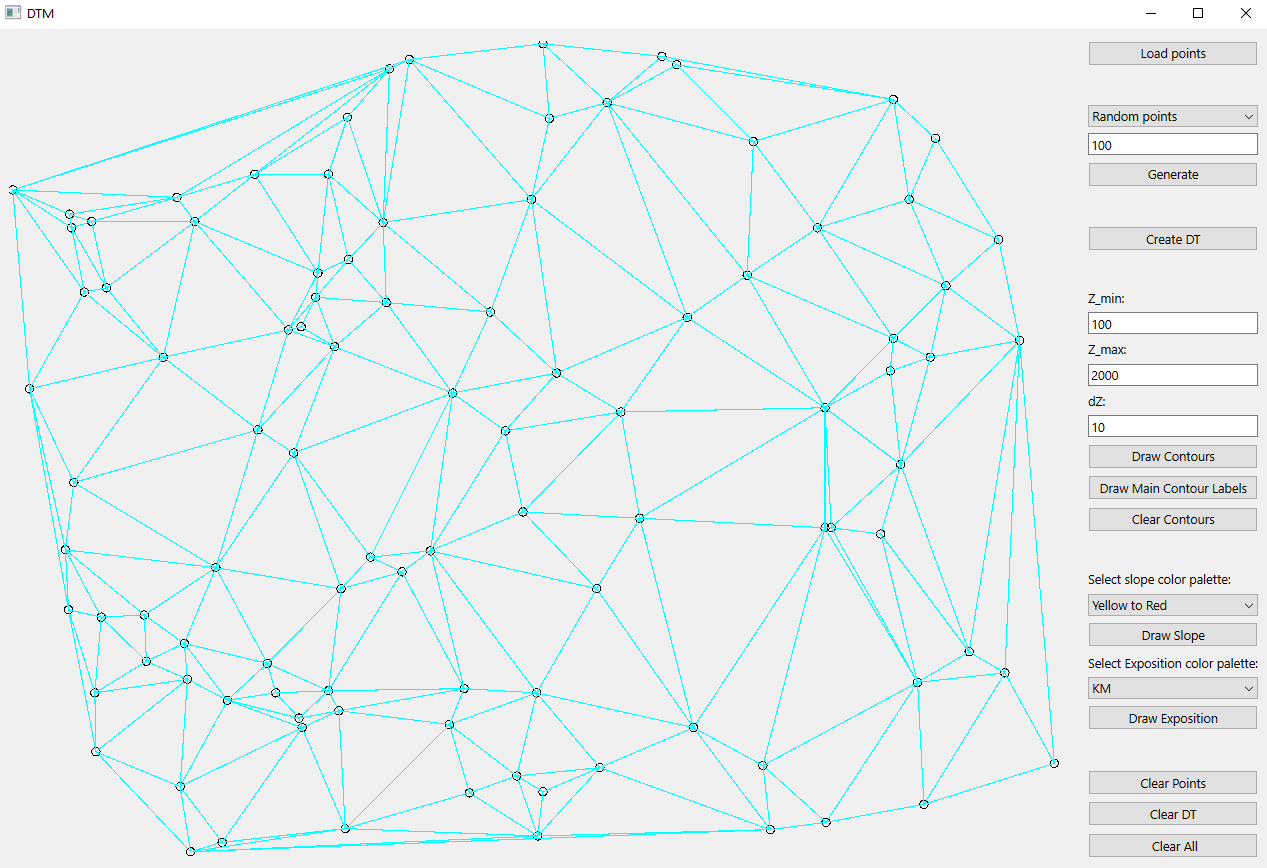 DTM
Load points
Random points
100
Generate
Create DT
Z_min:
100
Z_max:
2000
dZ:
10
Draw Contours
Draw Main Contour Labels
Clear Contours
Select slope color palette:
Yellow to Red
Draw Slope
Select Exposition color palette:
KM
Draw Exposition
Clear Points
Clear DT
Clear All